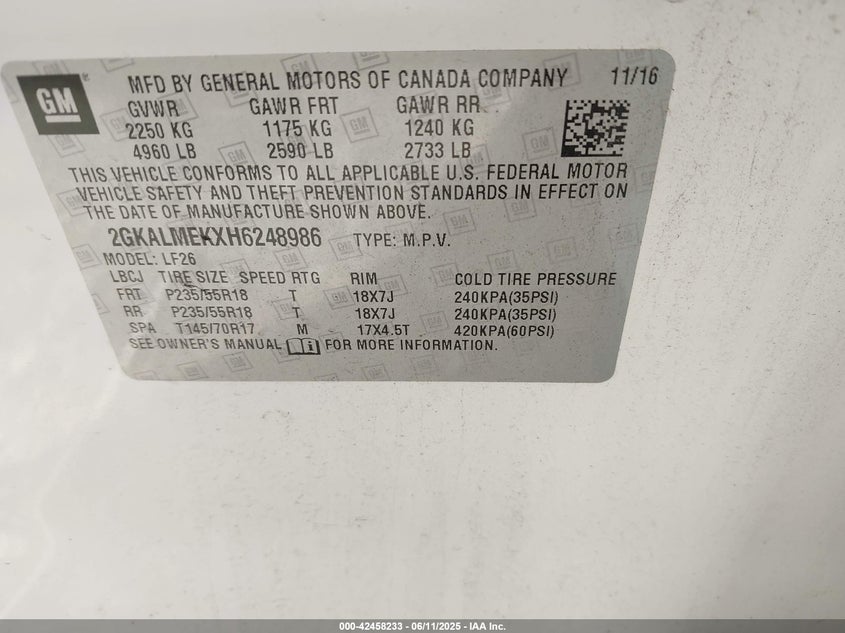 GM ® MFD BY GENERAL MOTORS OF CANADA COMPANY 11/16
GVWR GAWR FRT GAWR RR
2250 KG 1175 KG 1240 KG
4960 LB 2590 LB 2733 LB
THIS VEHICLE CONFORMS TO ALL APPLICABLE U.S. FEDERAL MOTOR
VEHICLE SAFETY AND THEFT PREVENTION STANDARDS IN EFFECT ON
THE DATE OF MANUFACTURE SHOWN ABOVE.
2GKALMEKXH6248986 TYPE: M.P.V.
MODEL: LF26
LBCJ TIRE SIZE SPEED RTG RIM COLD TIRE PRESSURE
FRT P235/55R18 T 18X7J 240KPA(35PSI)
RR P235/55R18 T 18X7J 240KPA(35PSI)
SPA T145/70R17 M 17X4.5T 420KPA(60PSI)
SEE OWNER'S MANUAL FOR MORE INFORMATION.
000-42458233 - 06/11/2025 - IAA Inc.